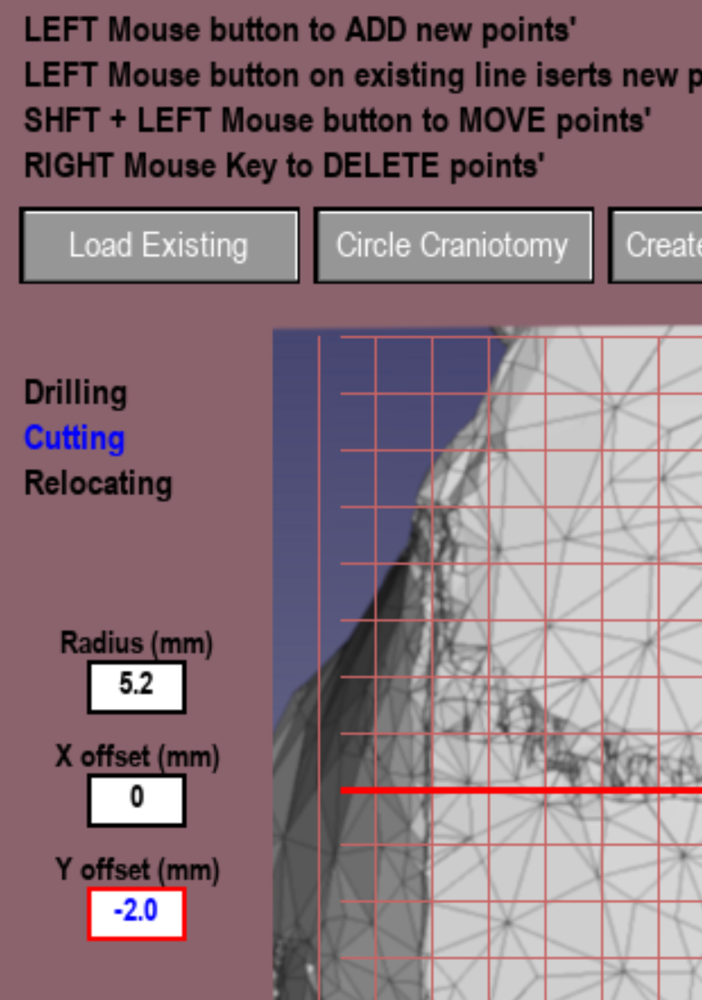 LEFT Mouse button to ADD new points'
LEFT Mouse button on existing line iserts new
SHFT + LEFT Mouse button to MOVE points'
RIGHT Mouse Key to DELETE points'
Load Existing Circle Craniotomy Create
Drilling
Cutting
Relocating
Radius (mm)
5.2
X offset (mm)
0
Y offset (mm)
-2.0